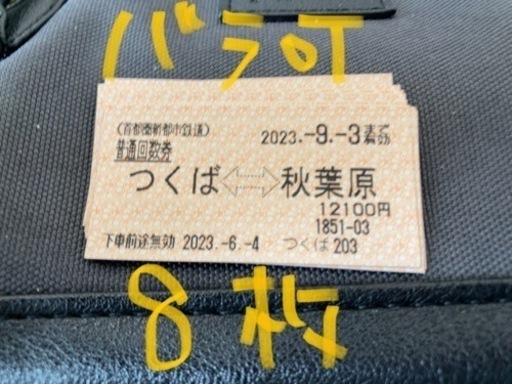 バラ可
(首都圏新都市鉄道)
2023.-9.-3まで有効
普通回数券
つくば⇔秋葉原
12100円
1851-03
下車前途無効 2023.-6.-4 つくば203
8枚